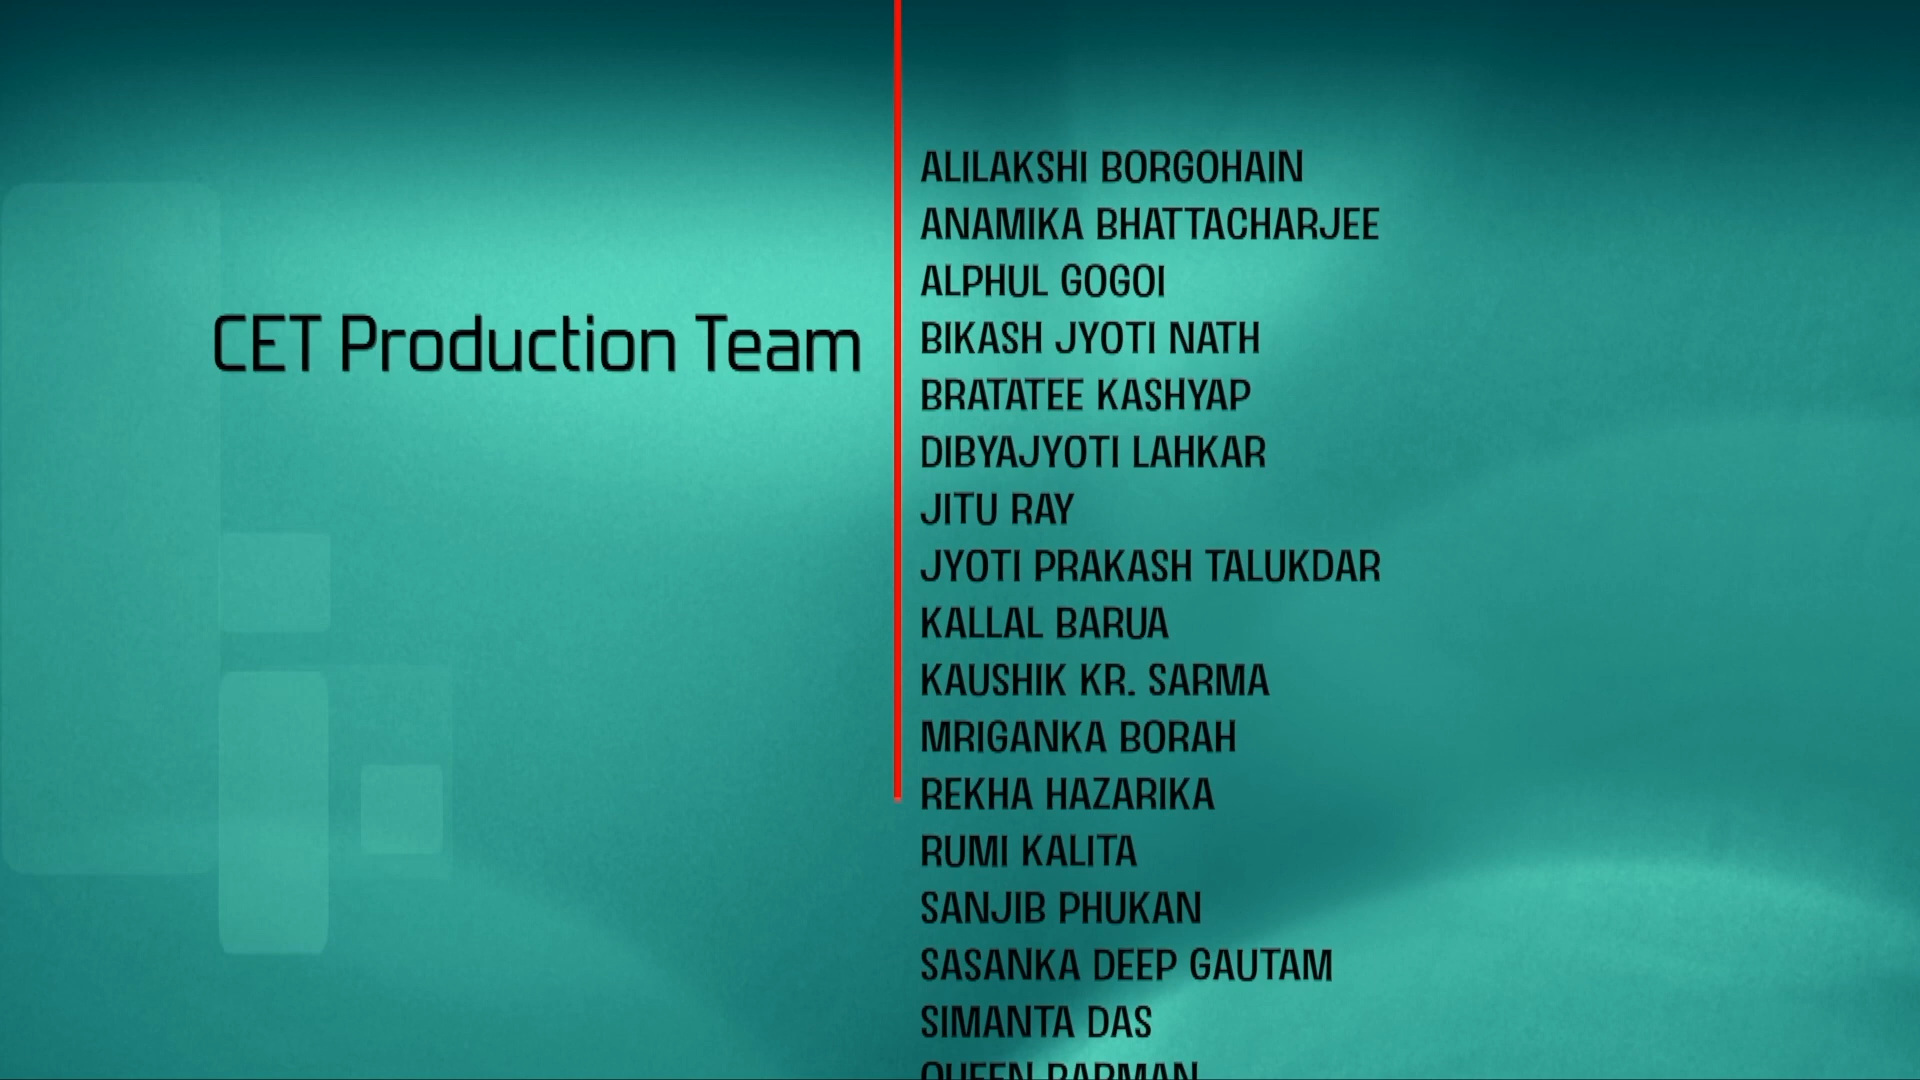 CET Production Team
ALILAKSHI BORGOHAIN
ANAMIKA BHATTACHARJEE
ALPHUL GOGOI
BIKASH JYOTI NATH
BRATATEE KASHYAP
DIBYAJYOTI LAHKAR
JITU RAY
JYOTI PRAKASH TALUKDAR
KALLAL BARUA
KAUSHIK KR. SARMA
MRIGANKA BORAH
REKHA HAZARIKA
RUMI KALITA
SANJIB PHUKAN
SASANKA DEEP GAUTAM
SIMANTA DAS
QUEEN BARMAN